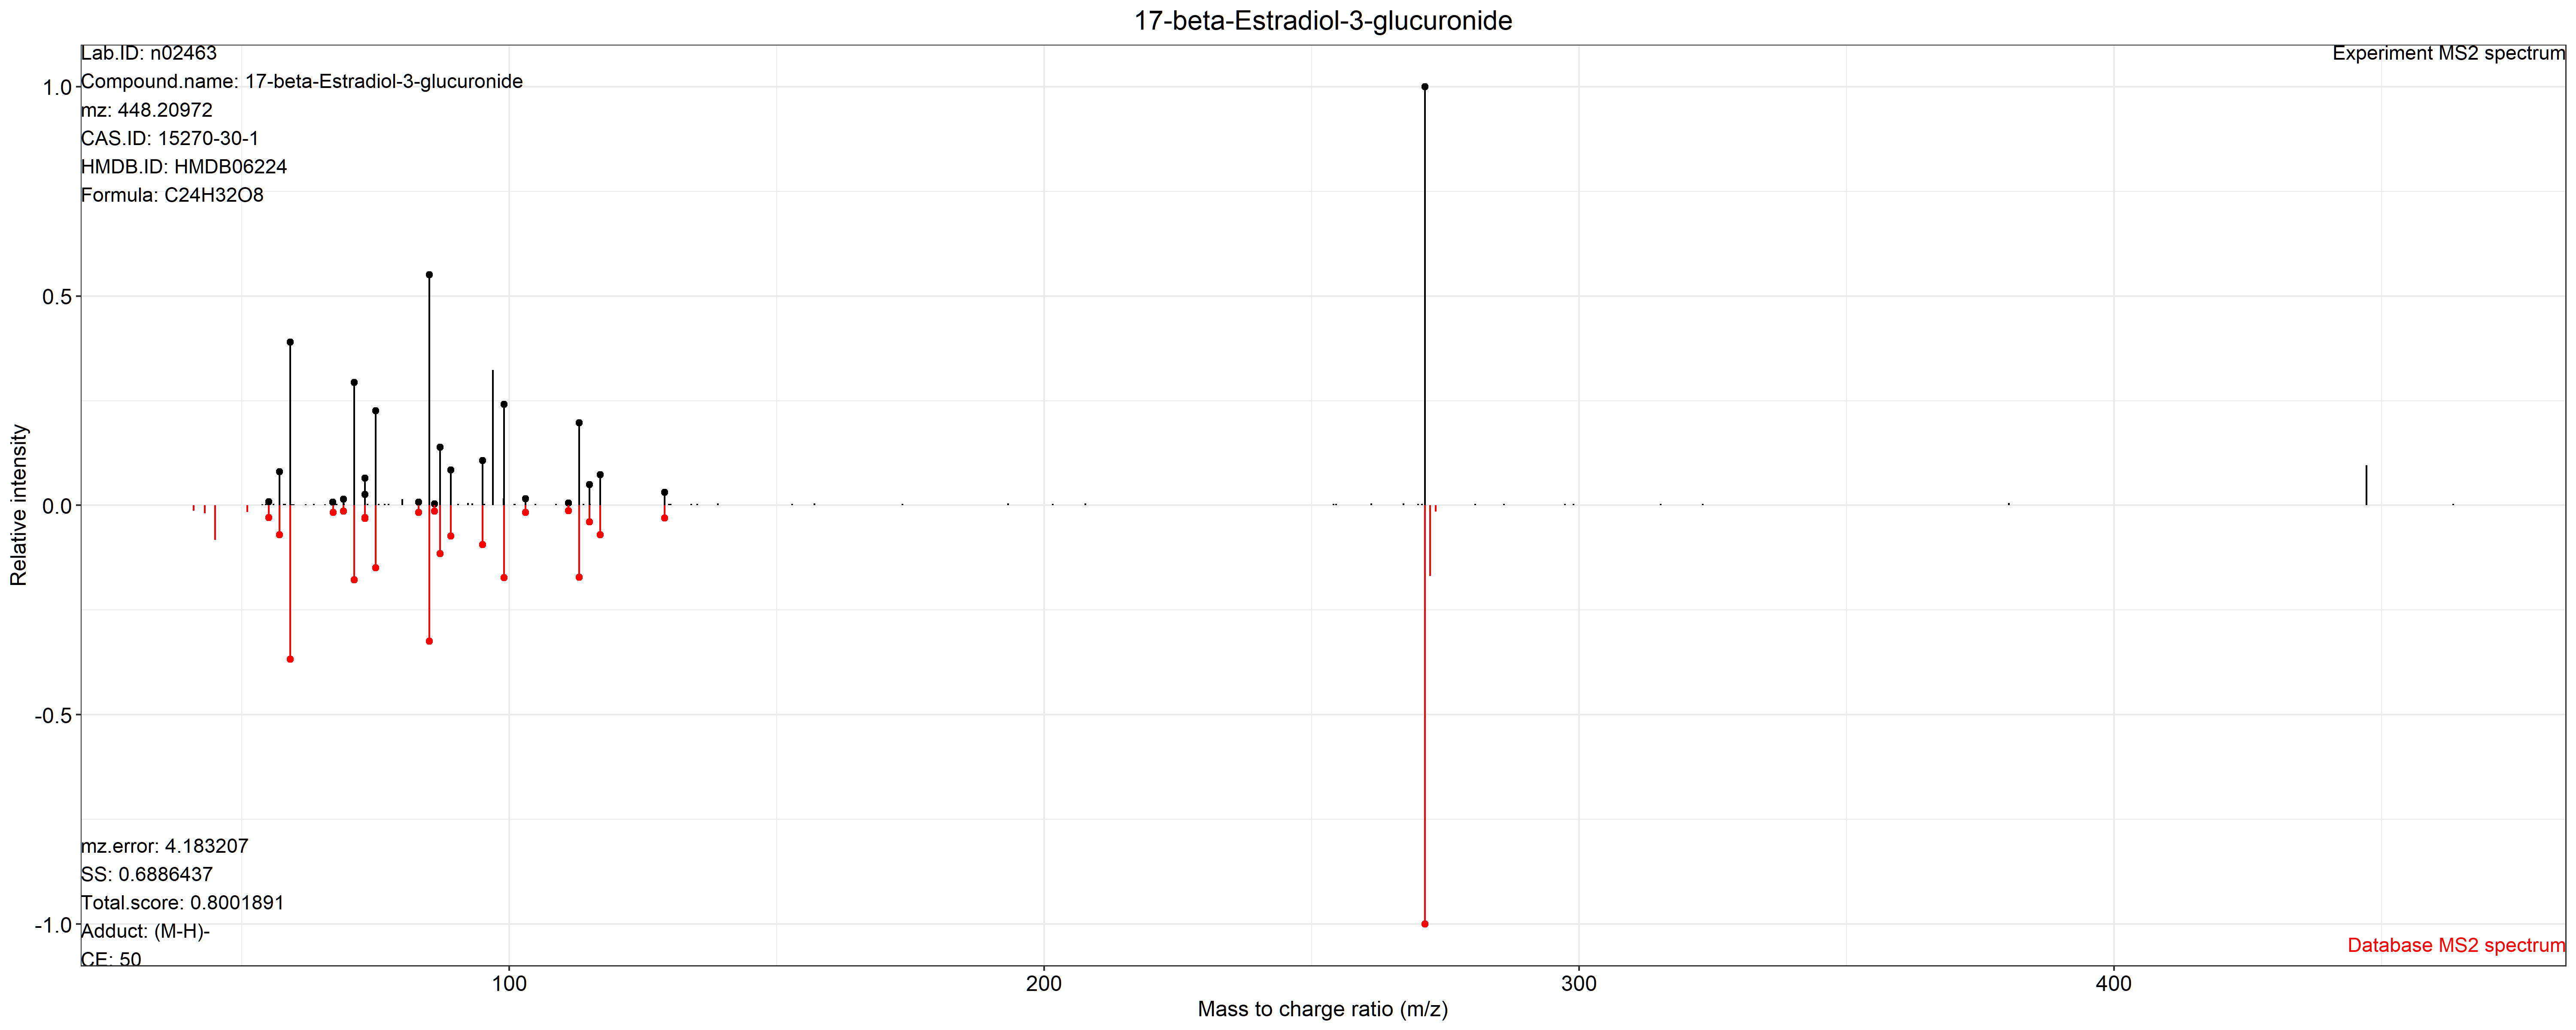 17-beta-Estradiol-3-glucuronide
Lab.ID: n02463
Experiment MS2 spectrum
Compound.name: 17-beta-Estradiol-3-glucuronide
mz: 448.20972
CAS.ID: 15270-30-1
HMDB.ID: HMDB06224
Formula: C24H32O8
1.0
0.5
0.0
-0.5
-1.0
Relative intensity
mz.error: 4.183207
SS: 0.6886437
Total.score: 0.8001891
Adduct: (M-H)-
CE: 50
Database MS2 spectrum
100
200
300
400
Mass to charge ratio (m/z)